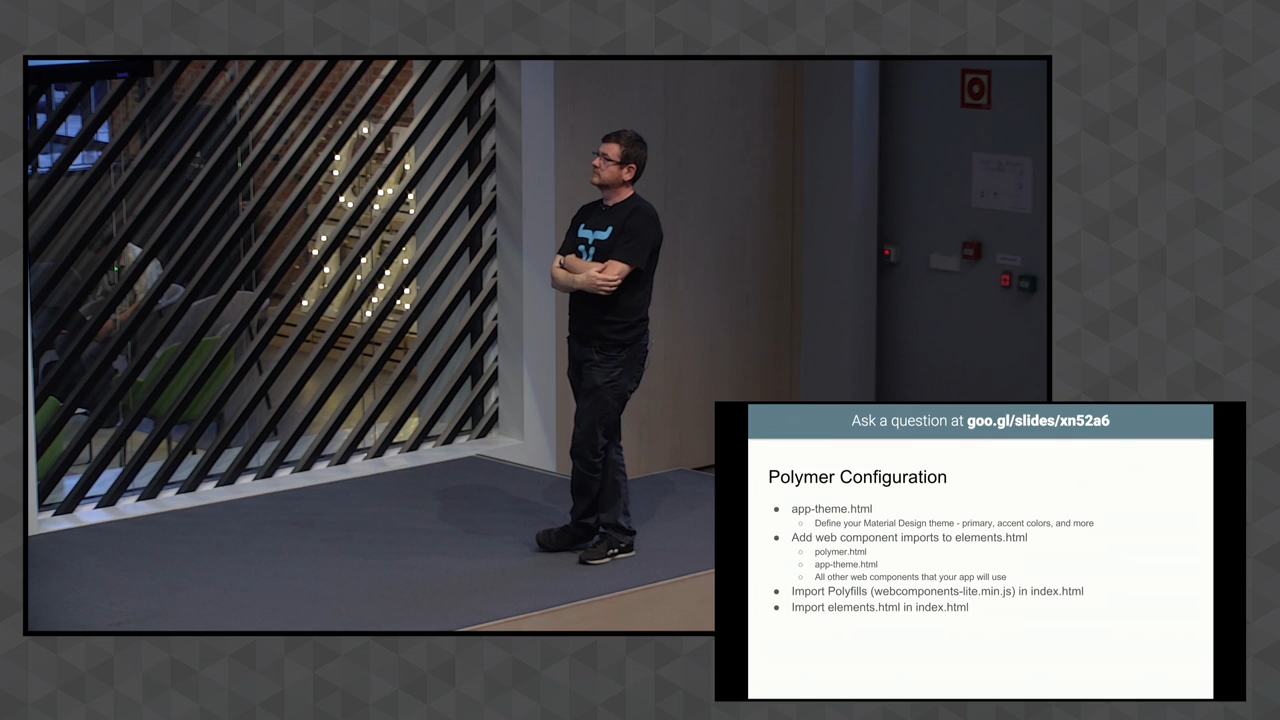 Ask a question at goo.gl/slides/xn52a6
Polymer Configuration
● app-theme.html
○ Define your Material Design theme - primary, accent colors, and more
● Add web component imports to elements.html
○ polymer.html
○ app-theme.html
○ All other web components that your app will use
● Import Polyfills (webcomponents-lite.min.js) in index.html
● Import elements.html in index.html